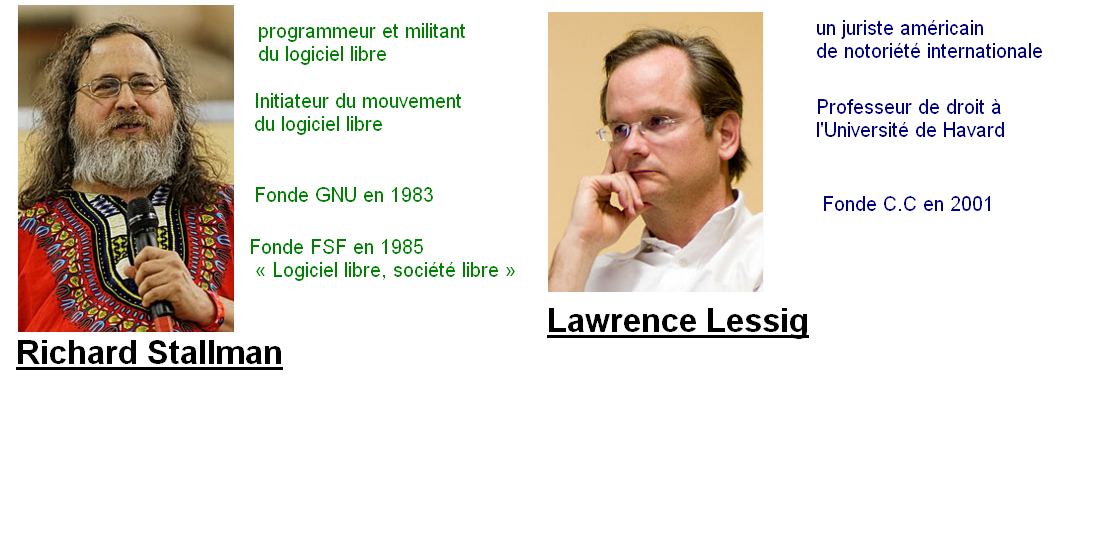 programmeur et militant
du logiciel libre
Initiateur du mouvement
du logiciel libre
Fonde GNU en 1983
Fonde FSF en 1985
« Logiciel libre, société libre »
Richard Stallman
un juriste américain
de notoriété internationale
Professeur de droit à
l'Université de Havard
Fonde C.C en 2001
Lawrence Lessig